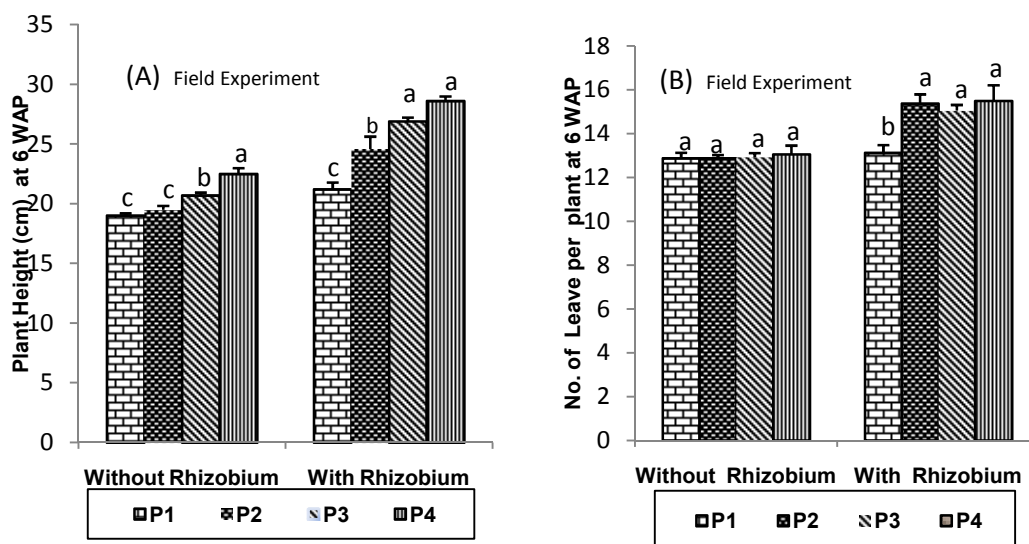 35
30
25
20
15
10
5
0
Plant Height (cm) at 6 WAP
(A) Field Experiment
c
c
b
a
c
b
a
a
Without Rhizobium With Rhizobium
P1 P2 P3 P4
18
16
14
12
10
8
6
4
2
0
No. of Leave per plant at 6 WAP
(B) Field Experiment
a
a
a
a
b
a
a
a
Without Rhizobium With Rhizobium
P1 P2 P3 P4